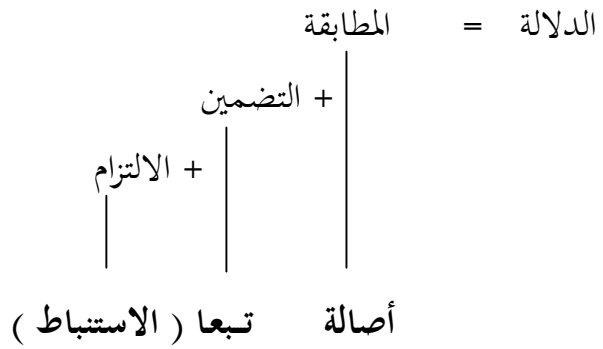 الدلالة = المطابقة
+ التضمين
+ الالتزام
أصالة تبعا ( الاستنباط )